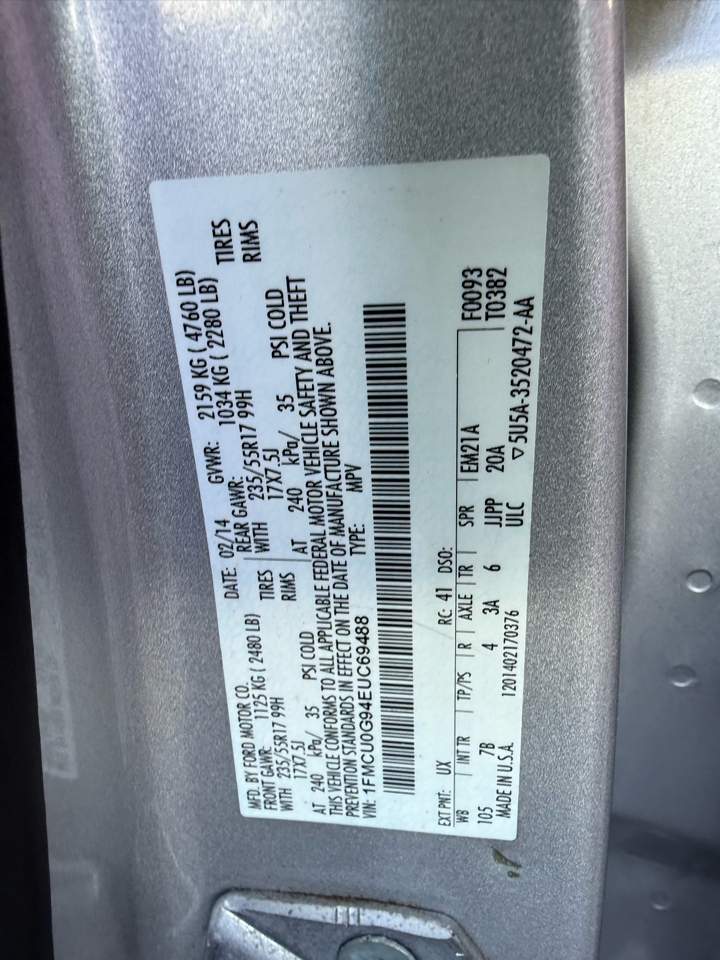 MFD. BY FORD MOTOR CO.
DATE: 02/14 GVWR: 2159 KG ( 4760 LB)
FRONT GAWR: 1125 KG ( 2480 LB) REAR GAWR: 1034 KG ( 2280 LB)
WITH 235/55R17 99H TIRES WITH 235/55R17 99H TIRES
17X7.5J RIMS 17X7.5J RIMS
AT 240 kPa/ 35 PSI COLD AT 240 kPa/ 35 PSI COLD
THIS VEHICLE CONFORMS TO ALL APPLICABLE FEDERAL MOTOR VEHICLE SAFETY AND THEFT
PREVENTION STANDARDS IN EFFECT ON THE DATE OF MANUFACTURE SHOWN ABOVE.
VIN: 1FMCU0G94EUC69488 TYPE: MPV
EXT PNT: UX RC: 41 DSO:
WB INT TR TP/PS R AXLE TR SPR EM21A F0093
105 7B 4 3A 6 JJPP 20A T0382
MADE IN U.S.A. 1201402170376 ULC ▽5U5A-3520472-AA